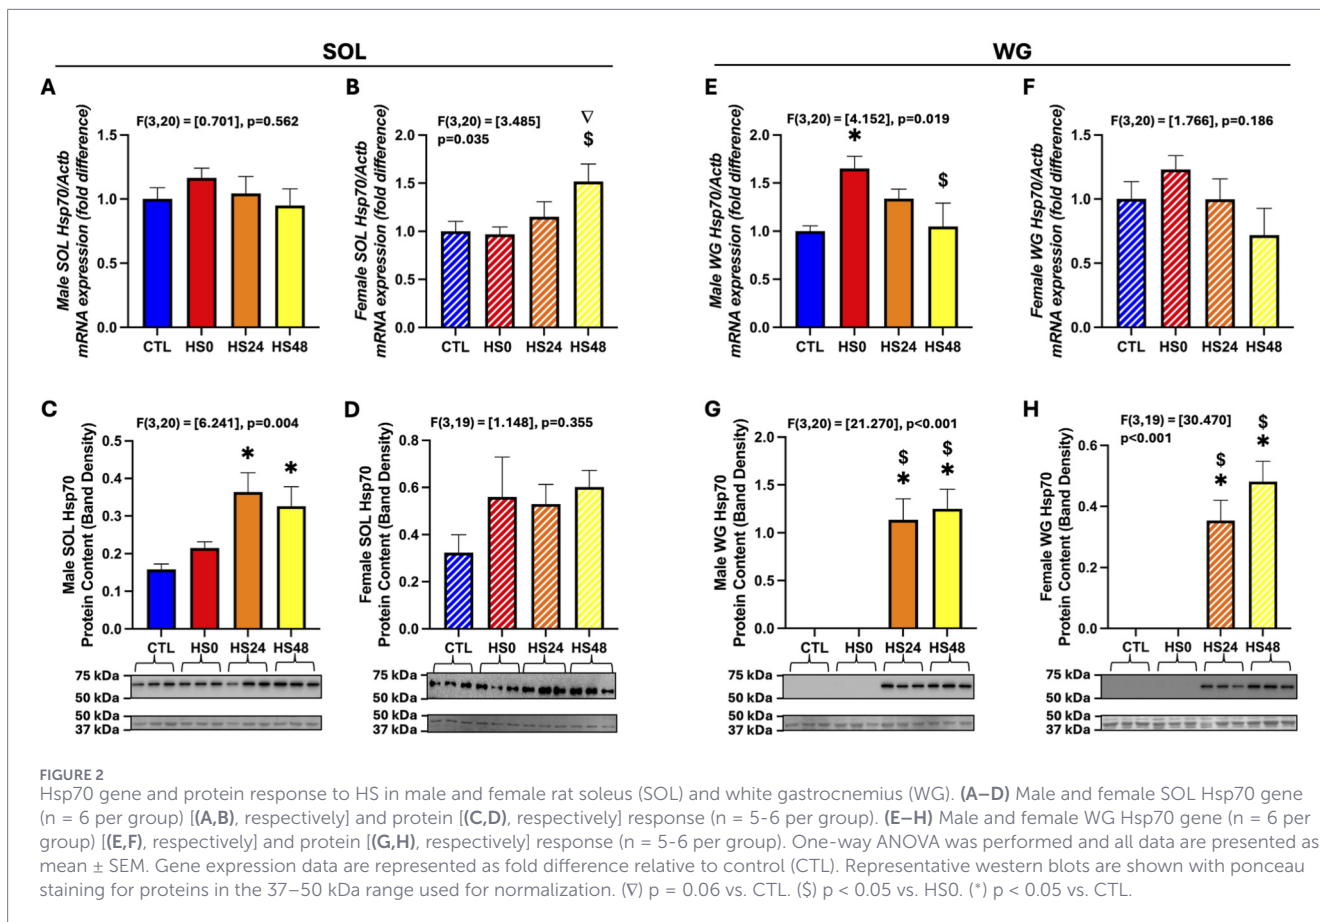 SOL
WG
A
F(3,20) = [0.701], p=0.562
Male SOL Hsp70/Actb
mRNA expression (fold difference)
1.5
1.0
0.5
0.0
CTL HS0 HS24 HS48
B
F(3,20) = [3.485]
p=0.035
∇
$
Female SOL Hsp70/Actb
mRNA expression (fold difference)
2.0
1.5
1.0
0.5
0.0
CTL HS0 HS24 HS48
E
F(3,20) = [4.152], p=0.019
*
$
Male WG Hsp70/Actb
mRNA expression (fold difference)
2.0
1.5
1.0
0.5
0.0
CTL HS0 HS24 HS48
F
F(3,20) = [1.766], p=0.186
Female WG Hsp70/Actb
mRNA expression (fold difference)
1.5
1.0
0.5
0.0
CTL HS0 HS24 HS48
C
F(3,20) = [6.241], p=0.004
* *
Male SOL Hsp70
Protein Content (Band Density)
0.5
0.4
0.3
0.2
0.1
0.0
CTL HS0 HS24 HS48
75 kDa
50 kDa
50 kDa
37 kDa
D
F(3,19) = [1.148], p=0.355
Female SOL Hsp70
Protein Content (Band Density)
0.8
0.6
0.4
0.2
0.0
CTL HS0 HS24 HS48
75 kDa
50 kDa
50 kDa
37 kDa
G
F(3,20) = [21.270], p<0.001
$ $
* *
Male WG Hsp70
Protein Content (Band Density)
2.0
1.5
1.0
0.5
0.0
CTL HS0 HS24 HS48
75 kDa
50 kDa
50 kDa
37 kDa
H
F(3,19) = [30.470]
p<0.001
$ $
* *
Female WG Hsp70
Protein Content (Band Density)
0.6
0.4
0.2
0.0
CTL HS0 HS24 HS48
75 kDa
50 kDa
50 kDa
37 kDa
FIGURE 2
Hsp70 gene and protein response to HS in male and female rat soleus (SOL) and white gastrocnemius (WG). (A–D) Male and female SOL Hsp70 gene
(n = 6 per group) [(A,B), respectively] and protein [(C,D), respectively] response (n = 5-6 per group). (E–H) Male and female WG Hsp70 gene (n = 6 per
group) [(E,F), respectively] and protein [(G,H), respectively] response (n = 5-6 per group). One-way ANOVA was performed and all data are presented as
mean ± SEM. Gene expression data are represented as fold difference relative to control (CTL). Representative western blots are shown with ponceau
staining for proteins in the 37–50 kDa range used for normalization. (∇) p = 0.06 vs. CTL. ($) p < 0.05 vs. HS0. (*) p < 0.05 vs. CTL.